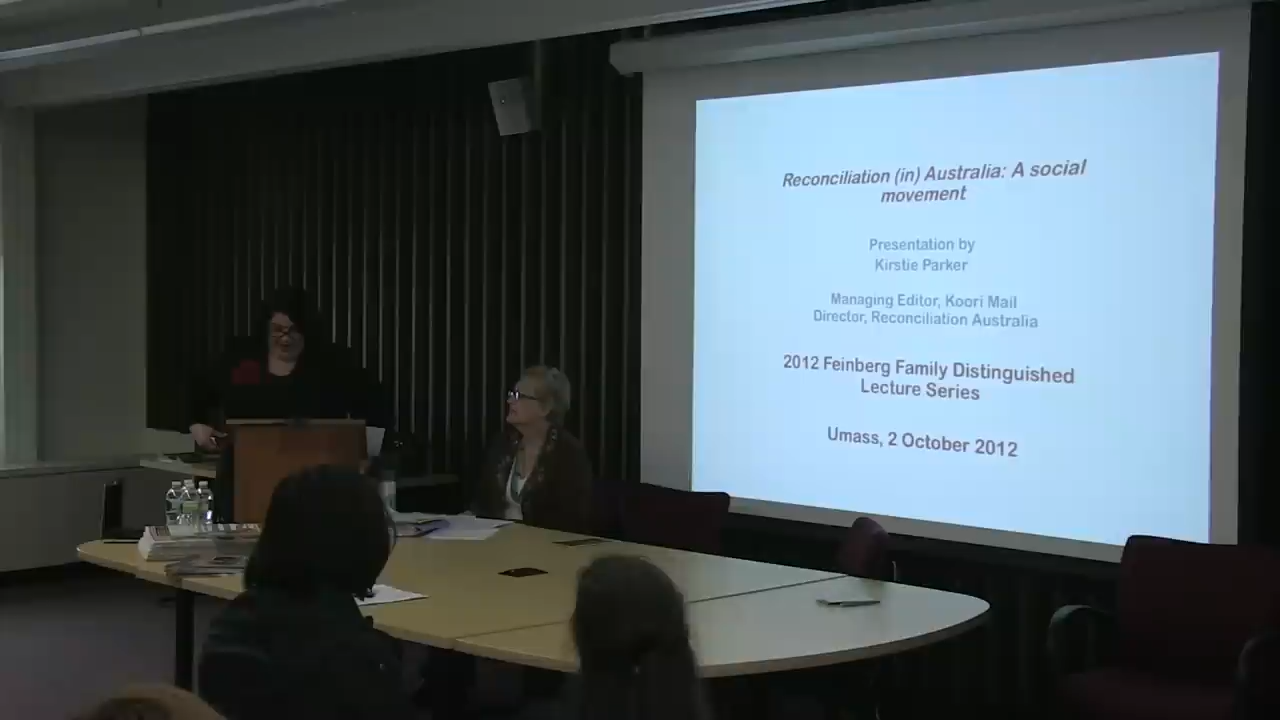 Reconciliation (in) Australia: A social
movement
Presentation by
Kirstie Parker
Managing Editor, Koori Mail
Director, Reconciliation Australia
2012 Feinberg Family Distinguished
Lecture Series
Umass, 2 October 2012